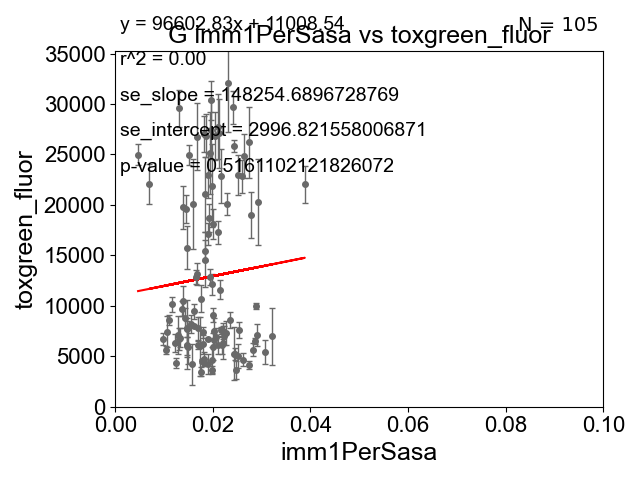 y = 96602.83x + 11008.54
N = 105
G imm1PerSasa vs toxgreen_fluor
r^2 = 0.00
se_slope = 148254.6896728769
se_intercept = 2996.821558006871
p-value = 0.5161102121826072
toxgreen_fluor
35000
30000
25000
20000
15000
10000
5000
0
0.00
0.02
0.04
0.06
0.08
0.10
imm1PerSasa